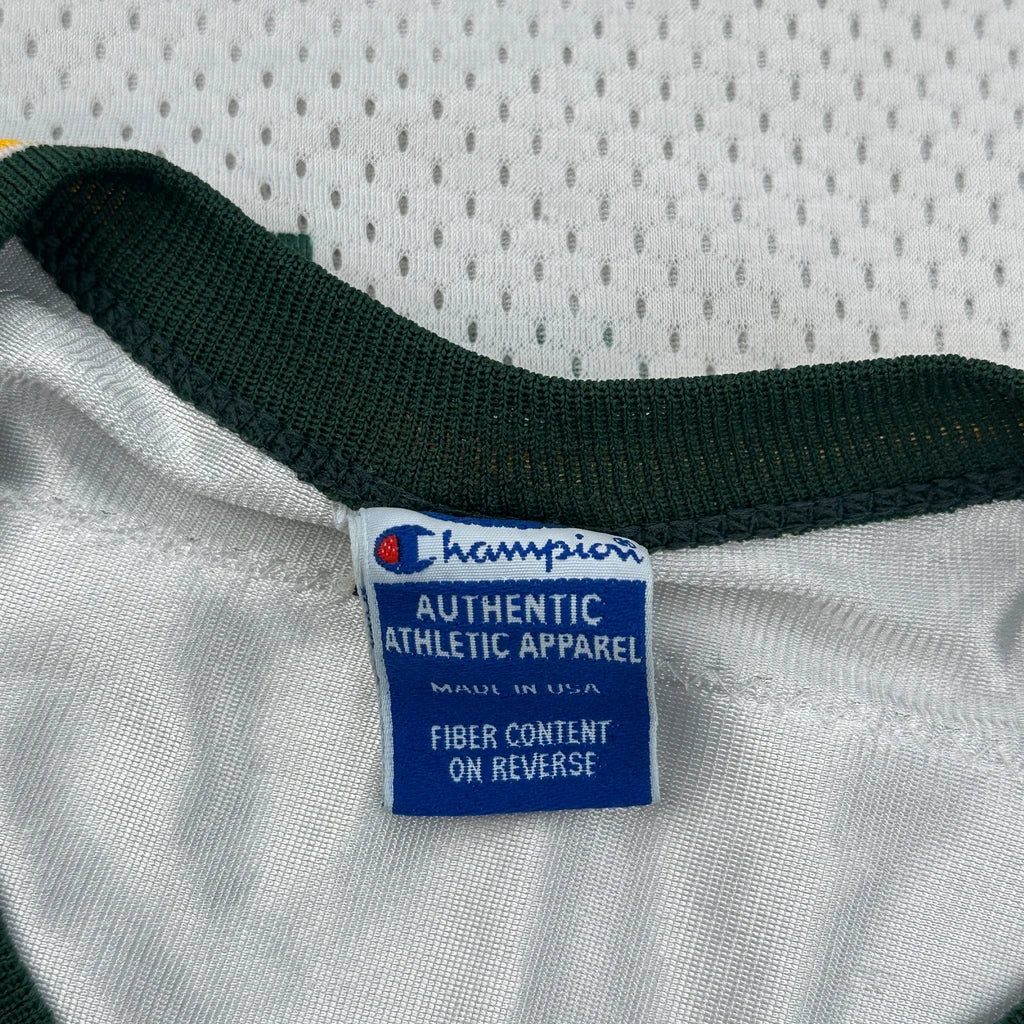 Champion®
AUTHENTIC
ATHLETIC APPAREL
MADE IN USA
FIBER CONTENT
ON REVERSE